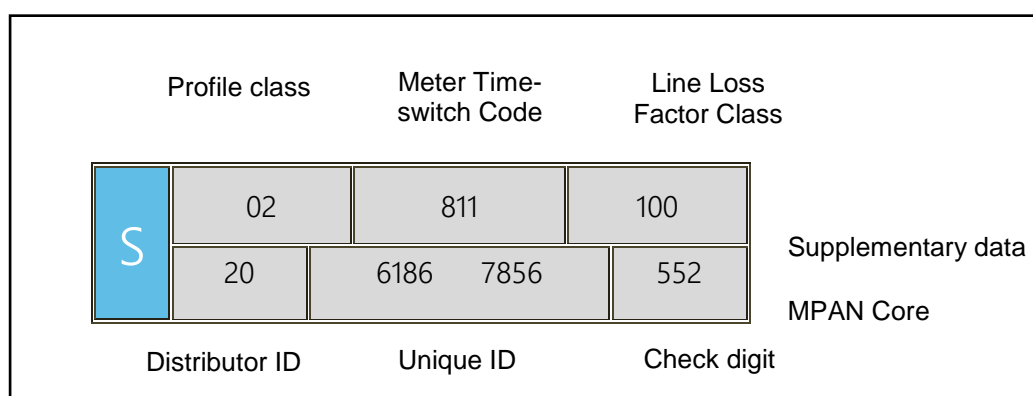 Profile class Meter Time- Line Loss
switch Code Factor Class
S 02 811 100
Supplementary data
20 6186 7856 552
MPAN Core
Distributor ID Unique ID Check digit